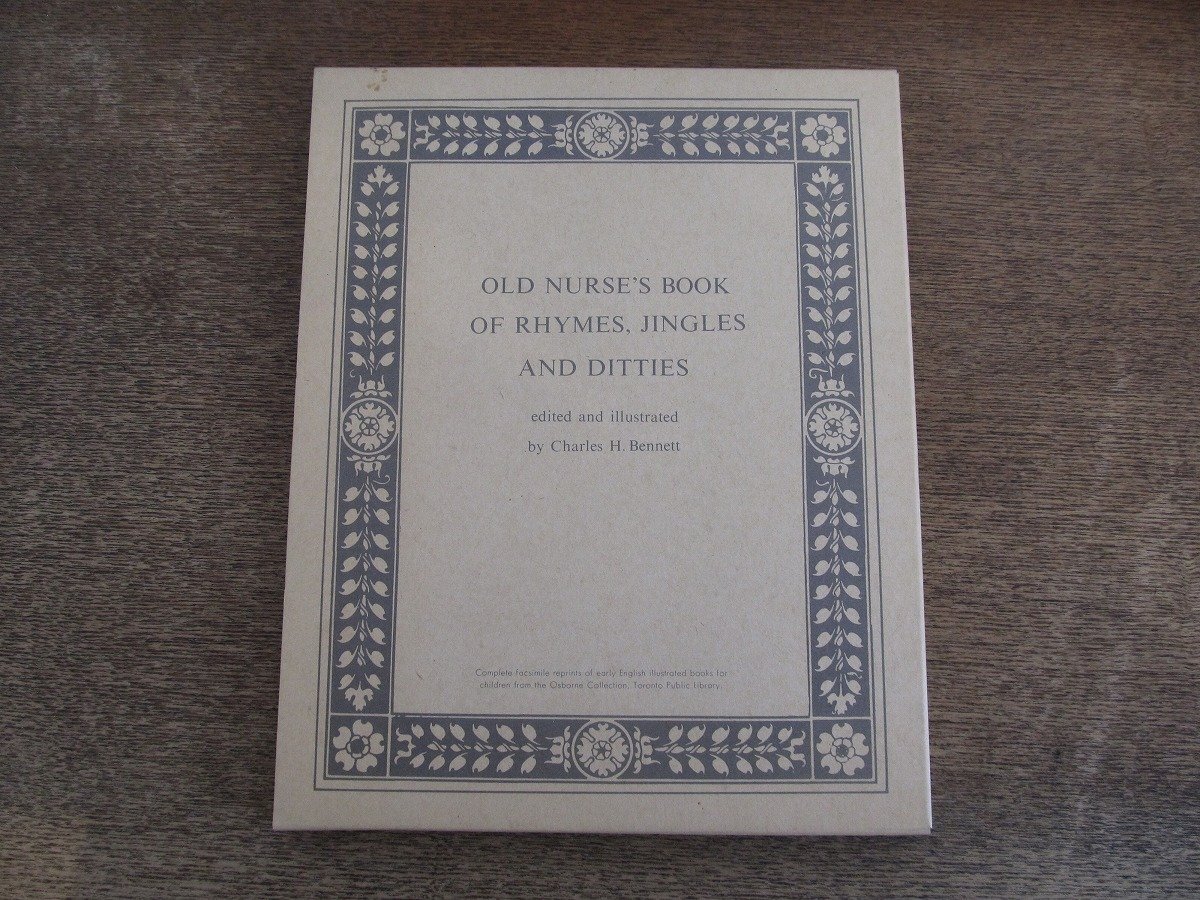 OLD NURSE'S BOOK
OF RHYMES, JINGLES
AND DITTIES
edited and illustrated
by Charles H. Bennett
Complete facsimile reprints of early English illustrated books for
children from the Osborne Collection, Toronto Public Library.